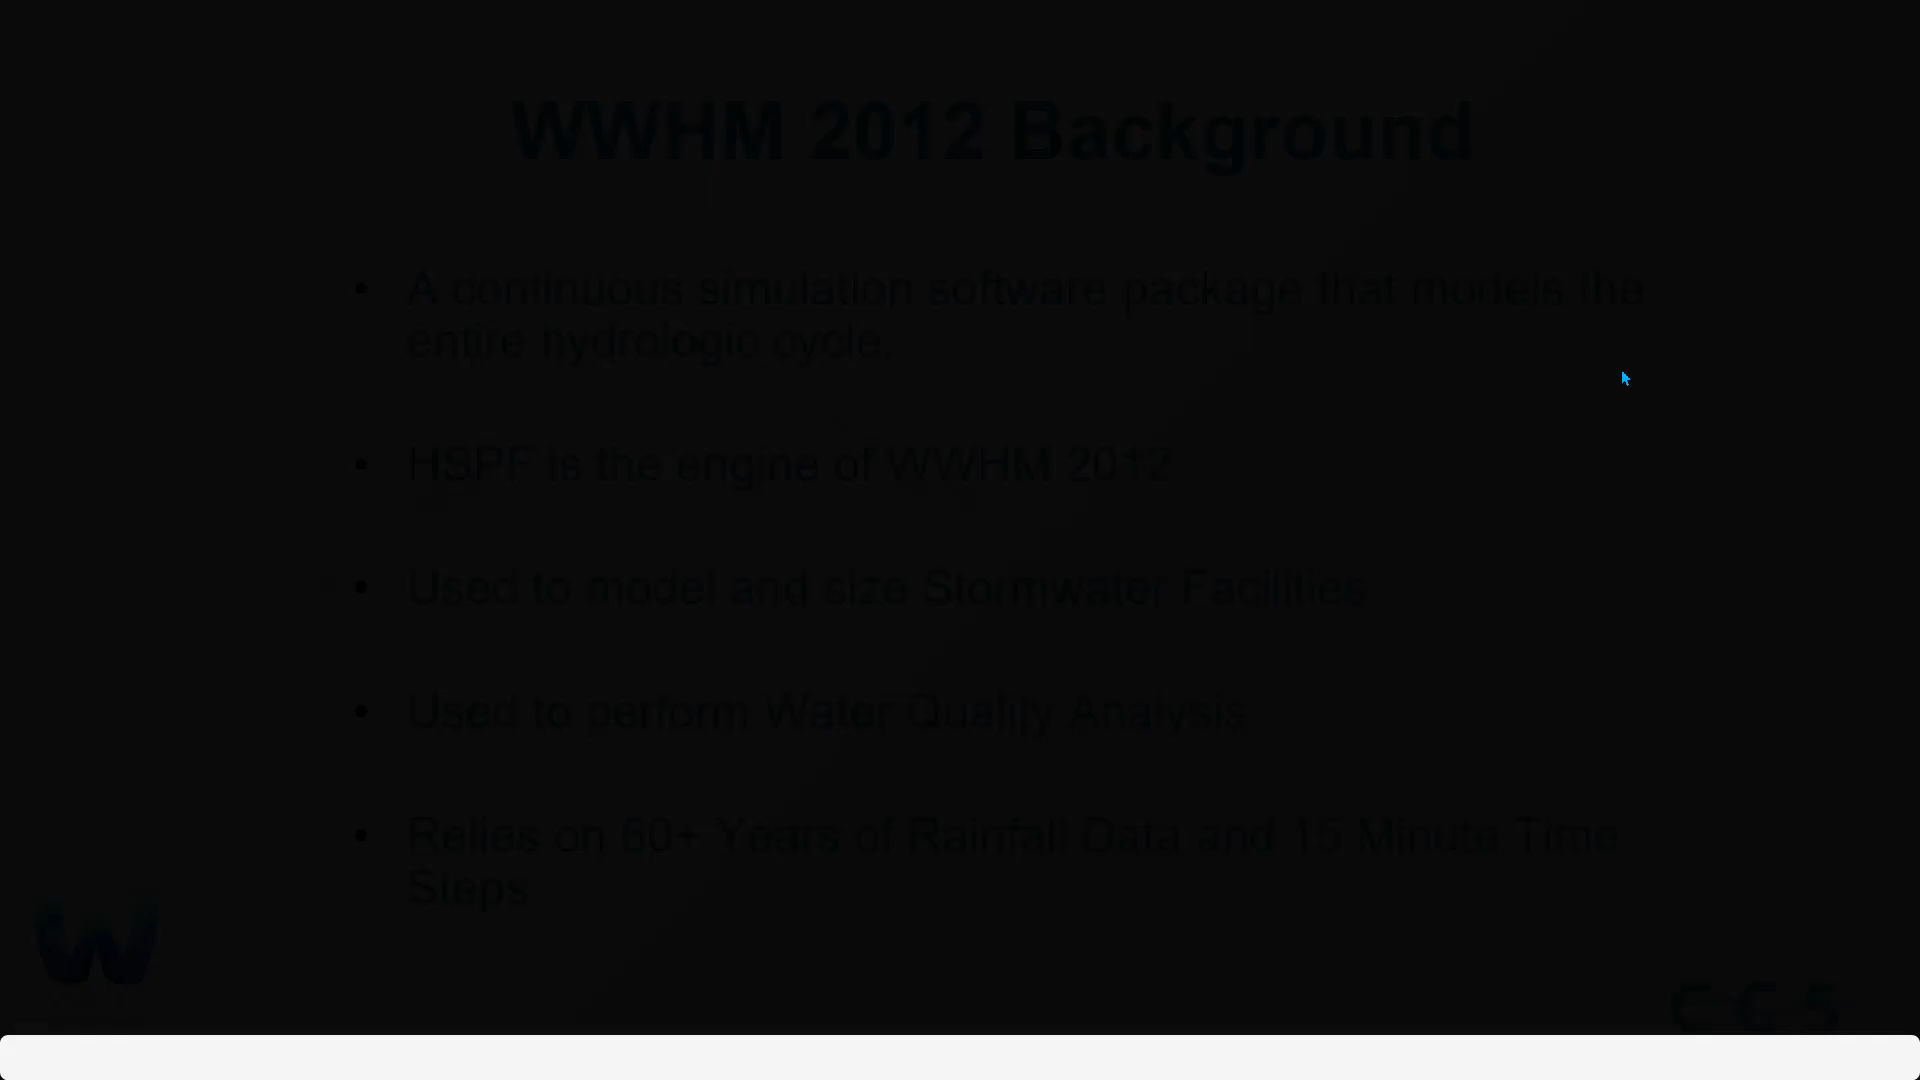 WWHM 2012 Background
• A continuous simulation software package that models the
entire hydrologic cycle.
• HSPF is the engine of WWHM 2012
• Used to model and size Stormwater Facilities
• Used to perform Water Quality Analysis
• Relies on 60+ Years of Rainfall Data and 15 Minute Time
Steps
W